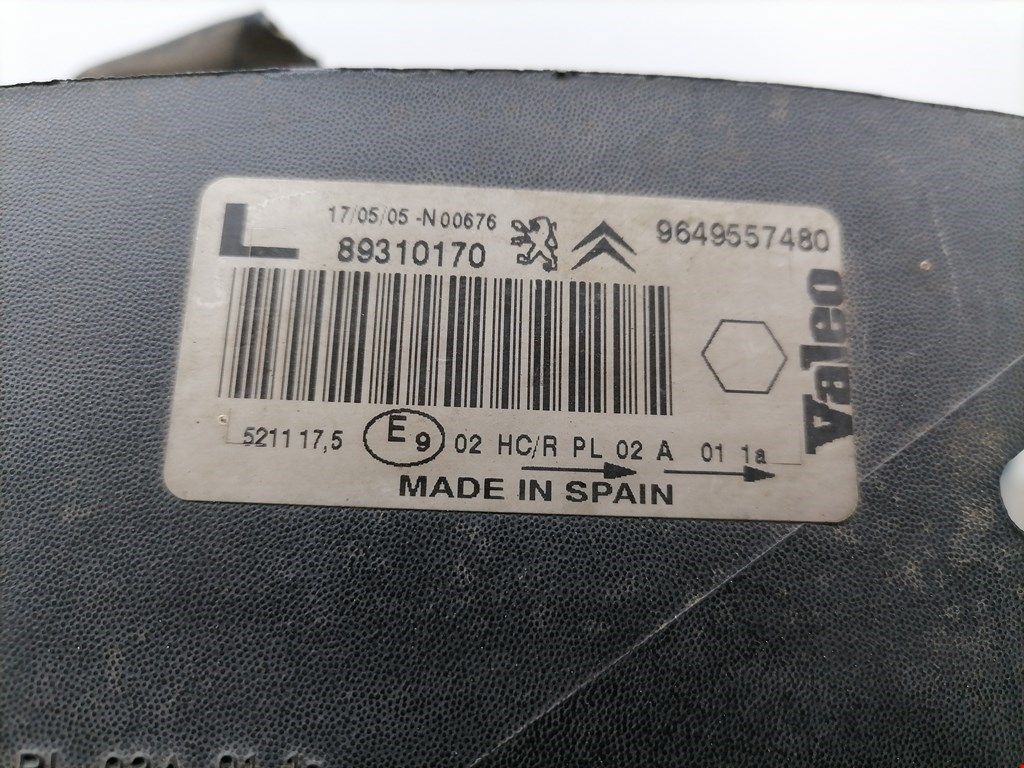 L
17/05/05 -N00676
89310170
9649557480
Valeo
5211 17,5
E9 02 HC/R PL 02 A 01 1a
MADE IN SPAIN